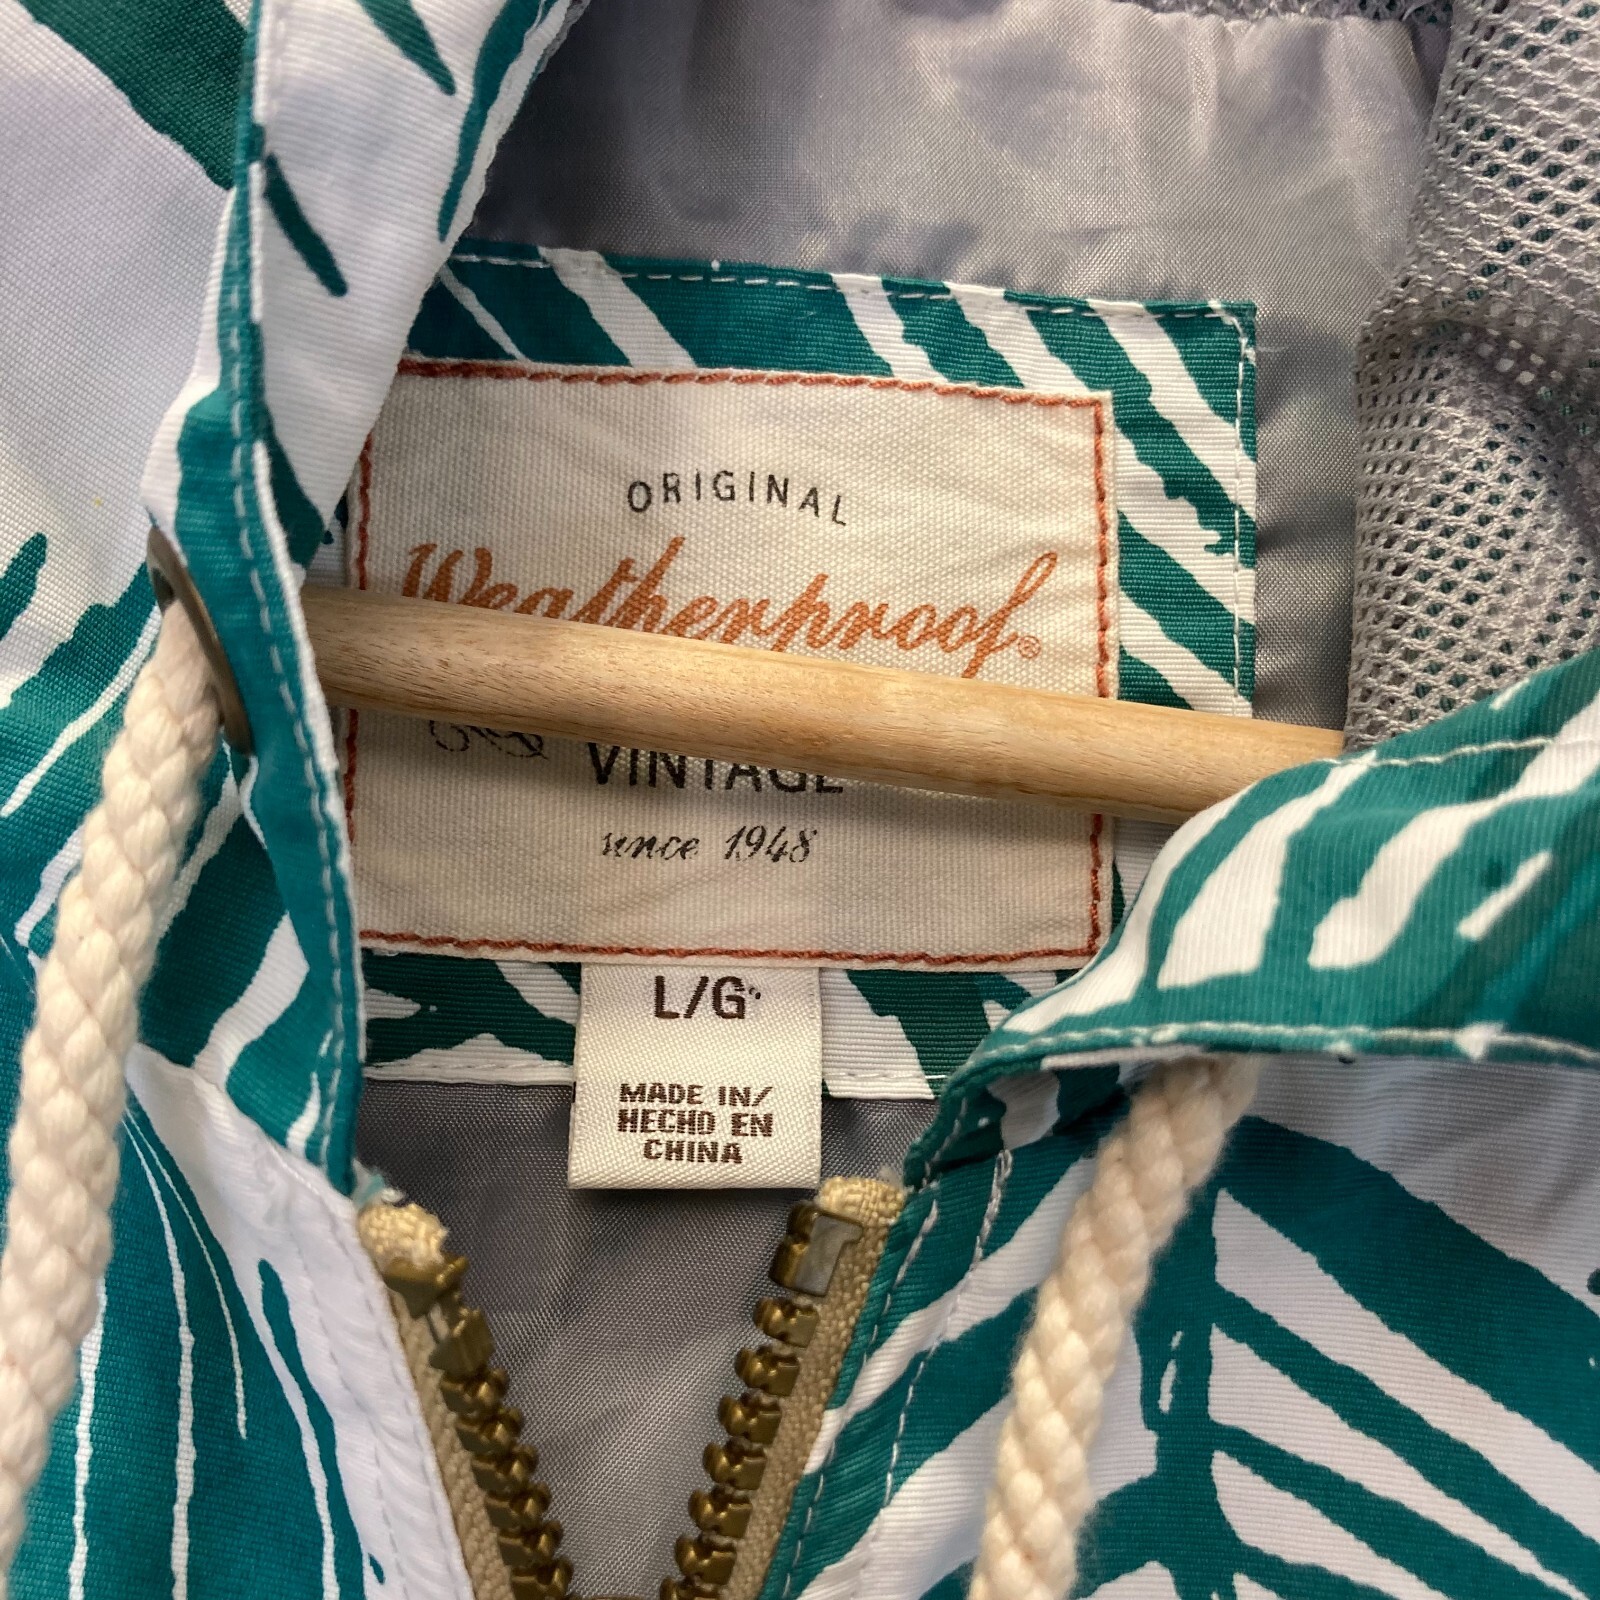 ORIGINAL
Weatherproof®
VINTAGE
since 1948
L/G
MADE IN/
HECHO EN
CHINA